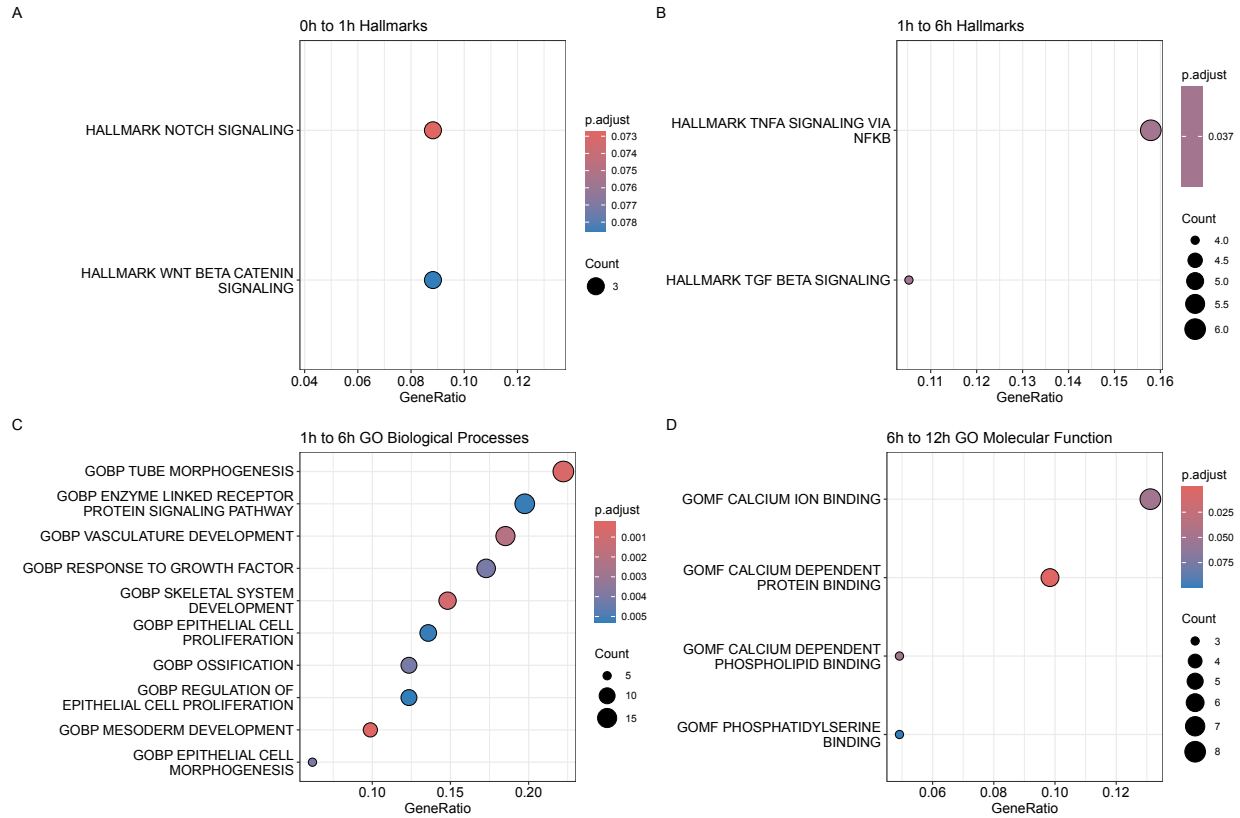 A
0h to 1h Hallmarks
HALLMARK NOTCH SIGNALING
HALLMARK WNT BETA CATENIN
SIGNALING
0.04 0.06 0.08 0.10 0.12
GeneRatio
p.adjust
0.073
0.074
0.075
0.076
0.077
0.078
Count
3
B
1h to 6h Hallmarks
HALLMARK TNFA SIGNALING VIA
NFKB
HALLMARK TGF BETA SIGNALING
0.11 0.12 0.13 0.14 0.15 0.16
GeneRatio
p.adjust
0.037
Count
4.0
4.5
5.0
5.5
6.0
C
1h to 6h GO Biological Processes
GOBP TUBE MORPHOGENESIS
GOBP ENZYME LINKED RECEPTOR
PROTEIN SIGNALING PATHWAY
GOBP VASCULATURE DEVELOPMENT
GOBP RESPONSE TO GROWTH FACTOR
GOBP SKELETAL SYSTEM
DEVELOPMENT
GOBP EPITHELIAL CELL
PROLIFERATION
GOBP OSSIFICATION
GOBP REGULATION OF
EPITHELIAL CELL PROLIFERATION
GOBP MESODERM DEVELOPMENT
GOBP EPITHELIAL CELL
MORPHOGENESIS
0.10 0.15 0.20
GeneRatio
p.adjust
0.001
0.002
0.003
0.004
0.005
Count
5
10
15
D
6h to 12h GO Molecular Function
GOMF CALCIUM ION BINDING
GOMF CALCIUM DEPENDENT
PROTEIN BINDING
GOMF CALCIUM DEPENDENT
PHOSPHOLIPID BINDING
GOMF PHOSPHATIDYLSERINE
BINDING
0.06 0.08 0.10 0.12
GeneRatio
p.adjust
0.025
0.050
0.075
Count
3
4
5
6
7
8